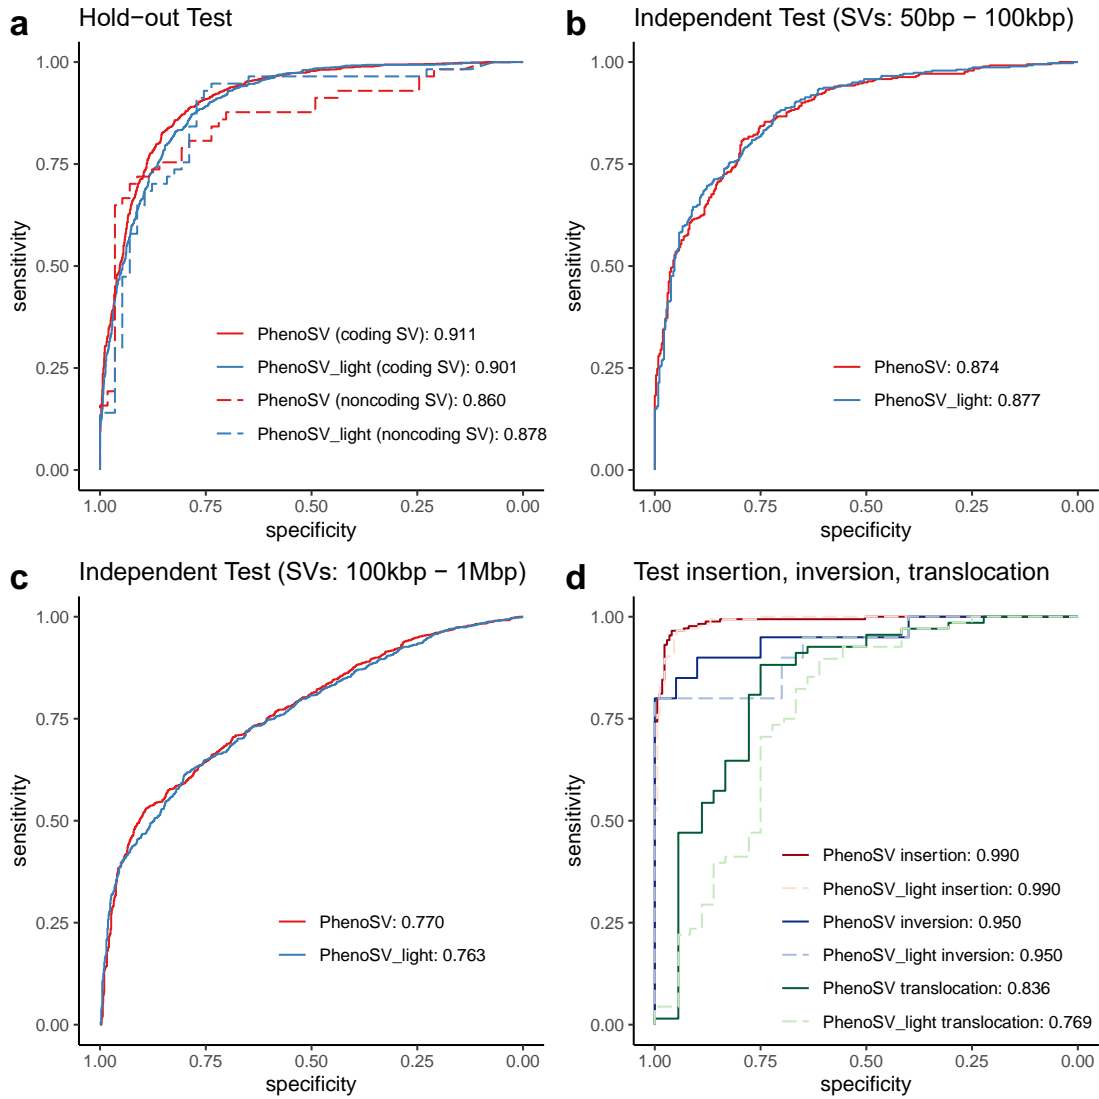 a
Hold−out Test
1.00
0.75
0.50
0.25
0.00
sensitivity
PhenoSV (coding SV): 0.911
PhenoSV_light (coding SV): 0.901
PhenoSV (noncoding SV): 0.860
PhenoSV_light (noncoding SV): 0.878
1.00 0.75 0.50 0.25 0.00
specificity
b
Independent Test (SVs: 50bp − 100kbp)
1.00
0.75
0.50
0.25
0.00
sensitivity
PhenoSV: 0.874
PhenoSV_light: 0.877
1.00 0.75 0.50 0.25 0.00
specificity
c
Independent Test (SVs: 100kbp − 1Mbp)
1.00
0.75
0.50
0.25
0.00
sensitivity
PhenoSV: 0.770
PhenoSV_light: 0.763
1.00 0.75 0.50 0.25 0.00
specificity
d
Test insertion, inversion, translocation
1.00
0.75
0.50
0.25
0.00
sensitivity
PhenoSV insertion: 0.990
PhenoSV_light insertion: 0.990
PhenoSV inversion: 0.950
PhenoSV_light inversion: 0.950
PhenoSV translocation: 0.836
PhenoSV_light translocation: 0.769
1.00 0.75 0.50 0.25 0.00
specificity